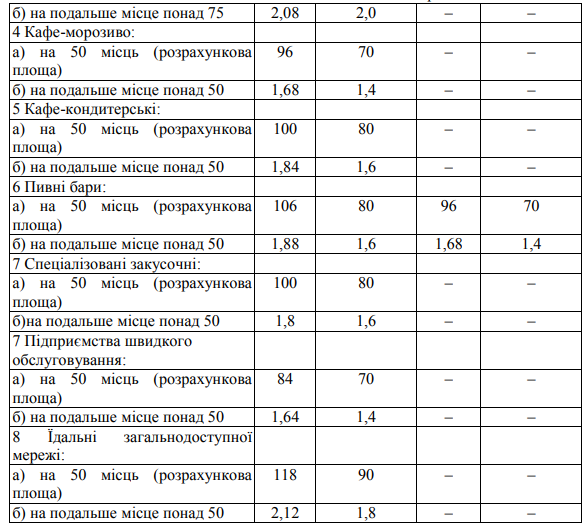 б) на подальше місце понад 75 2,08 2,0 – –
4 Кафе-морозиво:
а) на 50 місць (розрахункова 96 70 – –
площа)
б) на подальше місце понад 50 1,68 1,4 – –
5 Кафе-кондитерські:
а) на 50 місць (розрахункова 100 80 – –
площа)
б) на подальше місце понад 50 1,84 1,6 – –
6 Пивні бари:
а) на 50 місць (розрахункова 106 80 96 70
площа)
б) на подальше місце понад 50 1,88 1,6 1,68 1,4
7 Спеціалізовані закусочні:
а) на 50 місць (розрахункова 100 80 – –
площа)
б)на подальше місце понад 50 1,8 1,6 – –
7 Підприємства швидкого
обслуговування:
а) на 50 місць (розрахункова 84 70 – –
площа)
б) на подальше місце понад 50 1,64 1,4 – –
8 Їдальні загальнодоступної
мережі:
а) на 50 місць (розрахункова 118 90 – –
площа)
б) на подальше місце понад 50 2,12 1,8 – –